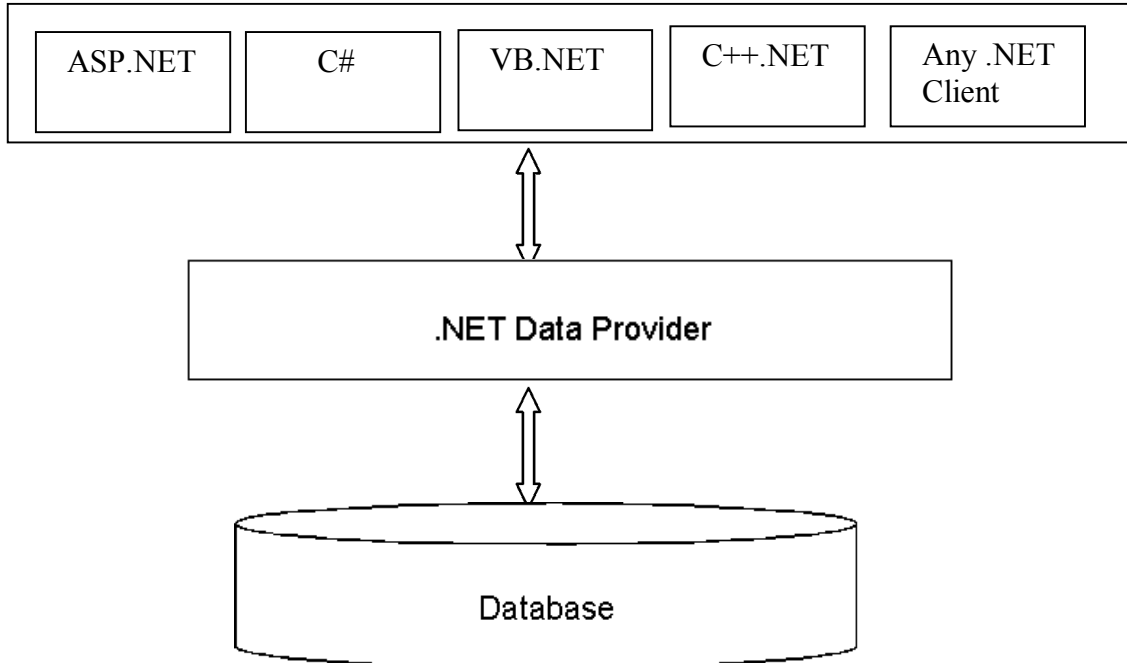 ASP.NET
C#
VB.NET
C++.NET
Any .NET
Client
.NET Data Provider
Database